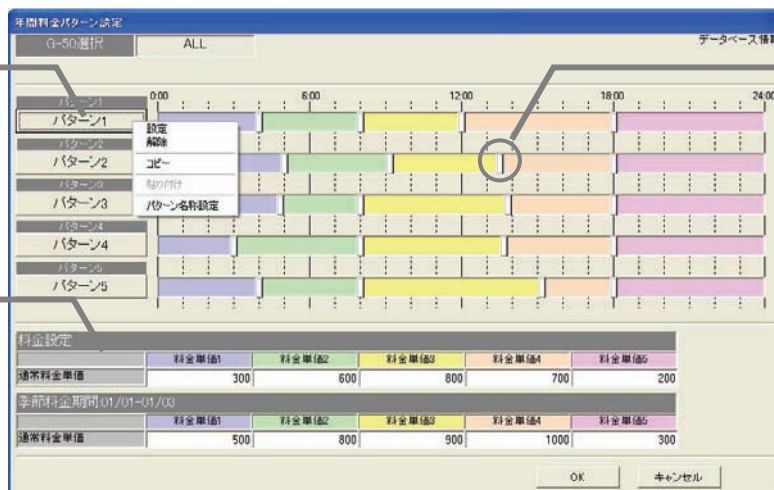 年間料金パターン設定
G-50選択 ALL データベース情報
0:00 6:00 12:00 18:00 24:00
パターン1
パターン1
パターン2
パターン2
パターン3
パターン3
パターン4
パターン4
パターン5
パターン5
設定
解除
コピー
貼り付け
パターン名称設定
料金設定
料金単価1 料金単価2 料金単価3 料金単価4 料金単価5
通常料金単価 300 600 800 700 200
季節料金期間:01/01-01/03
料金単価1 料金単価2 料金単価3 料金単価4 料金単価5
通常料金単価 500 800 900 1000 300
OK キャンセル